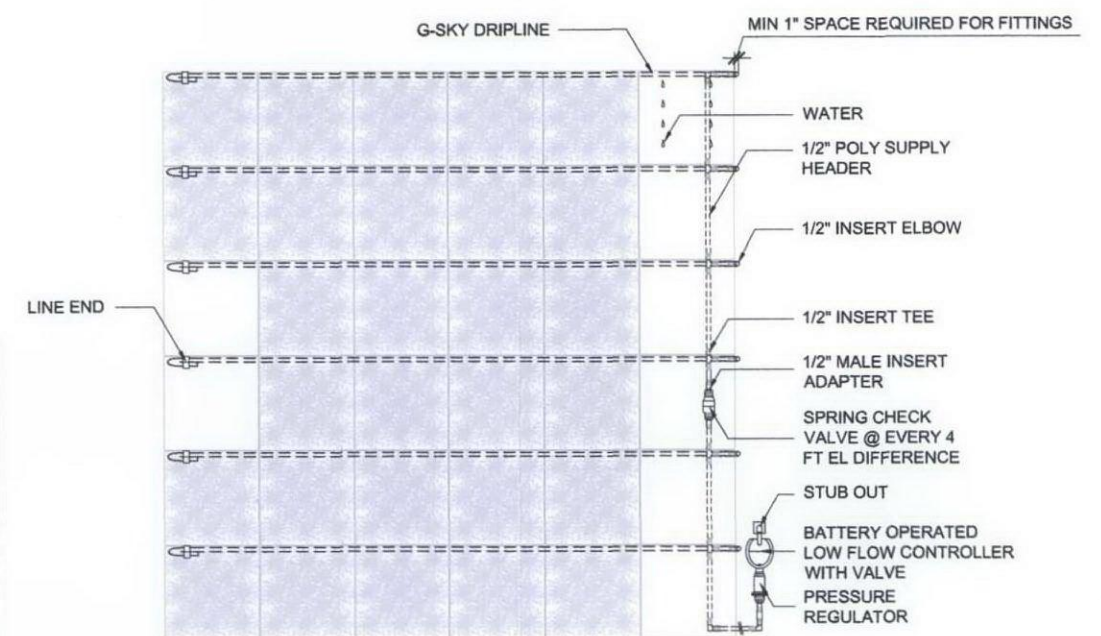 G-SKY DRIPLINE
MIN 1" SPACE REQUIRED FOR FITTINGS
WATER
1/2" POLY SUPPLY
HEADER
1/2" INSERT ELBOW
LINE END
1/2" INSERT TEE
1/2" MALE INSERT
ADAPTER
SPRING CHECK
VALVE @ EVERY 4
FT EL DIFFERENCE
STUB OUT
BATTERY OPERATED
LOW FLOW CONTROLLER
WITH VALVE
PRESSURE
REGULATOR